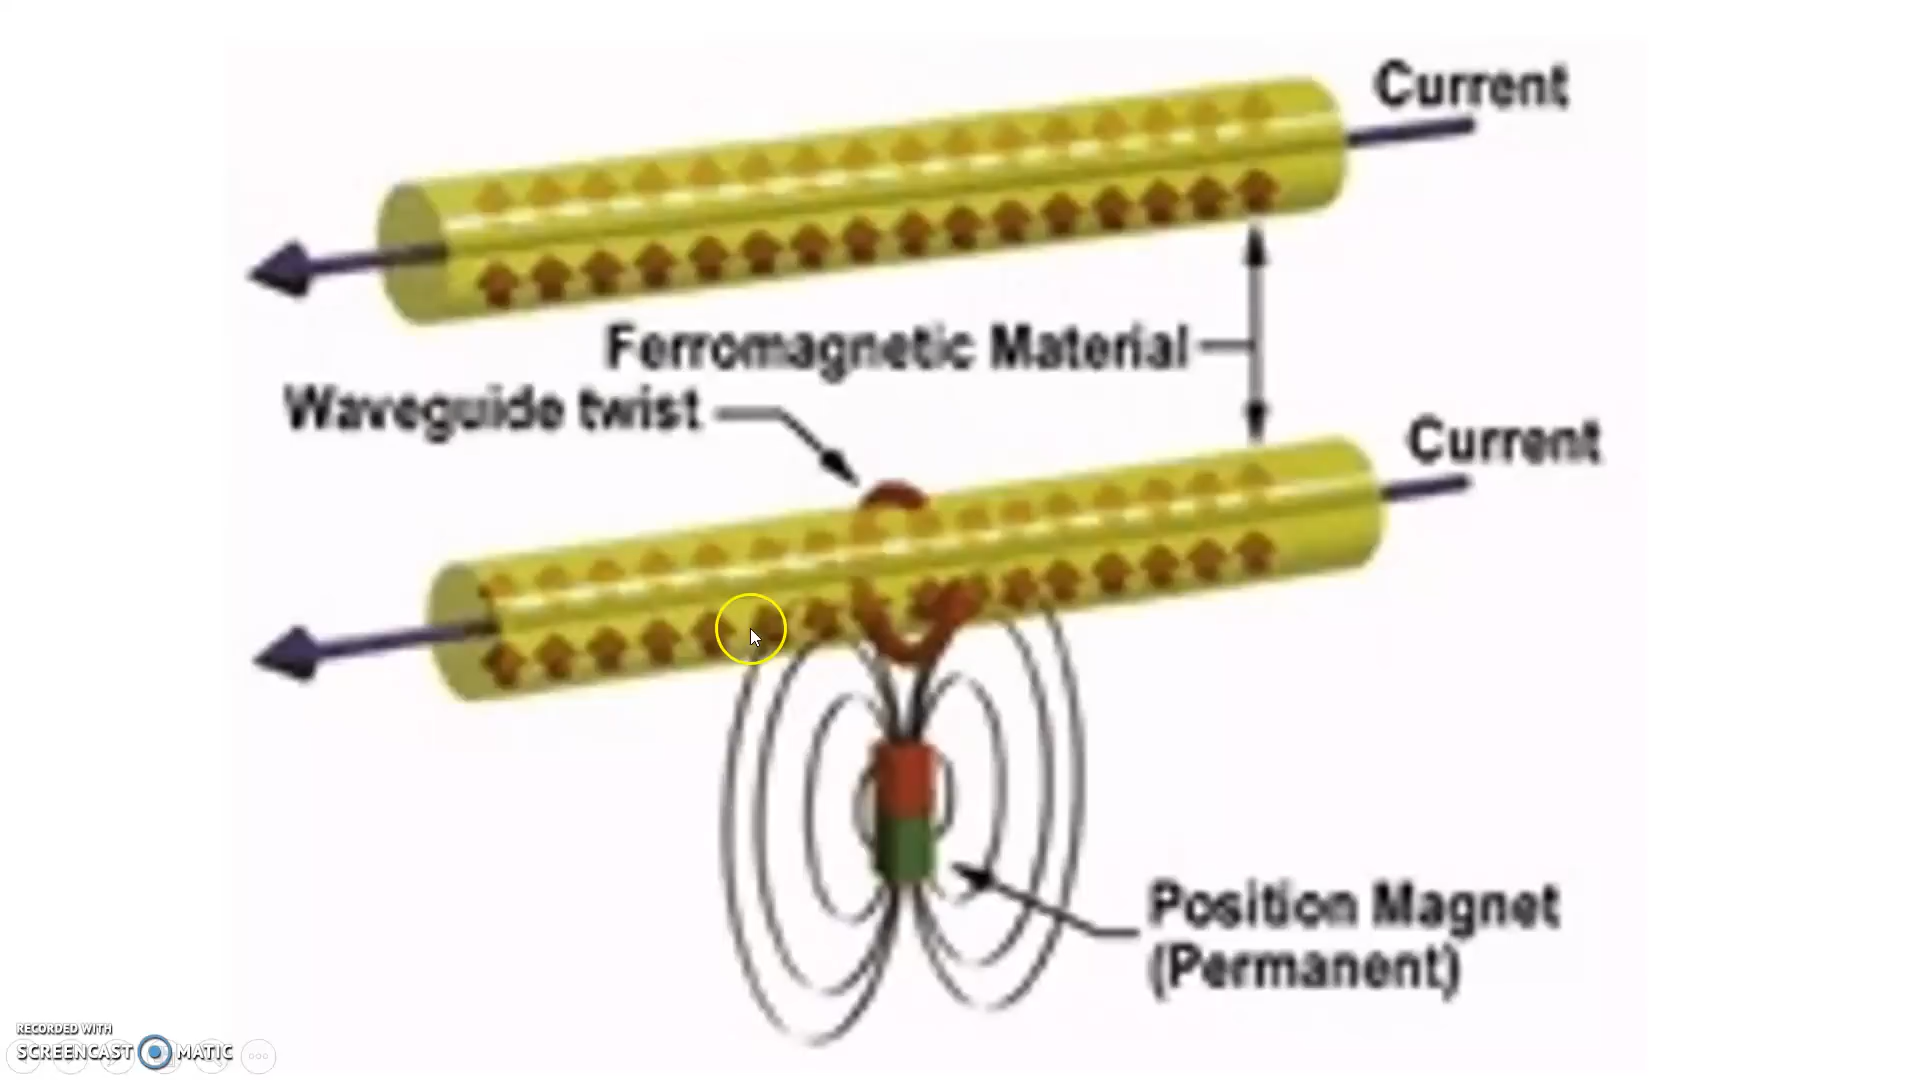 Current
Ferromagnetic Material
Waveguide twist
Current
Position Magnet
(Permanent)
RECORDED WITH
SCREENCAST MATIC